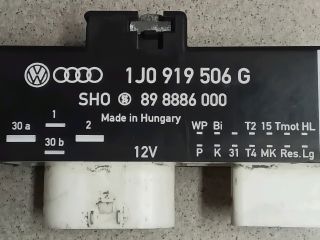 1J0 919 506 G
SHO 89 8886 000
Made in Hungary
30 a 1 2
30 b
12V
WP Bi T2 15 Tmot HL
P K 31 T4 MK Res. Lg